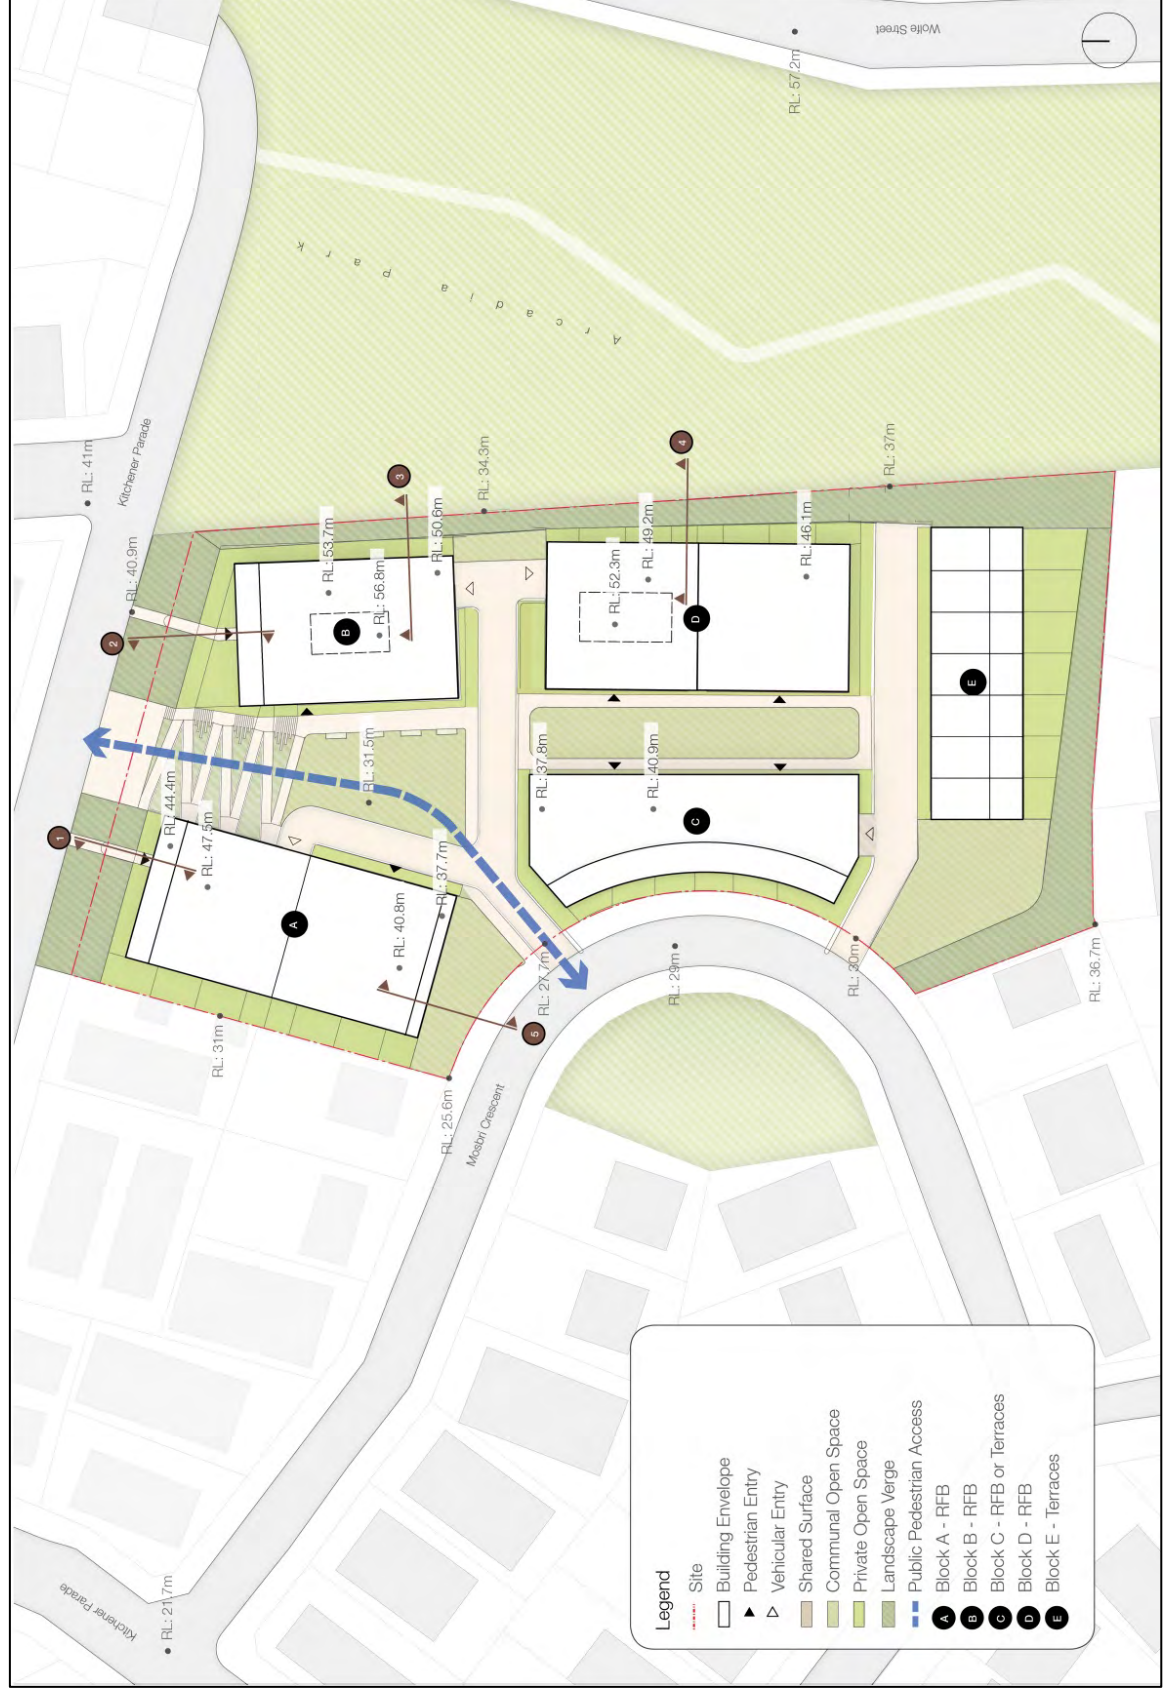 Wolfe Street
RL: 57.2m
Arcadia Park
RL: 41m
Kitchener Parade
RL: 40.9m
2
1
3
4
5
RL: 34.3m
RL: 37m
RL: 53.7m
RL: 56.8m
RL: 50.6m
B
RL: 52.3m
RL: 49.2m
RL: 46.1m
D
E
RL: 44.4m
RL: 47.5m
RL: 31.5m
RL: 37.8m
RL: 40.9m
C
A
RL: 37.7m
RL: 40.8m
RL: 27.7m
RL: 29m
RL: 30m
RL: 36.7m
RL: 31m
RL: 25.6m
Mosbri Crescent
Kitchener Parade
RL: 21.7m
Legend
Site
Building Envelope
Pedestrian Entry
Vehicular Entry
Shared Surface
Communal Open Space
Private Open Space
Landscape Verge
Public Pedestrian Access
A Block A - RFB
B Block B - RFB
C Block C - RFB or Terraces
D Block D - RFB
E Block E - Terraces